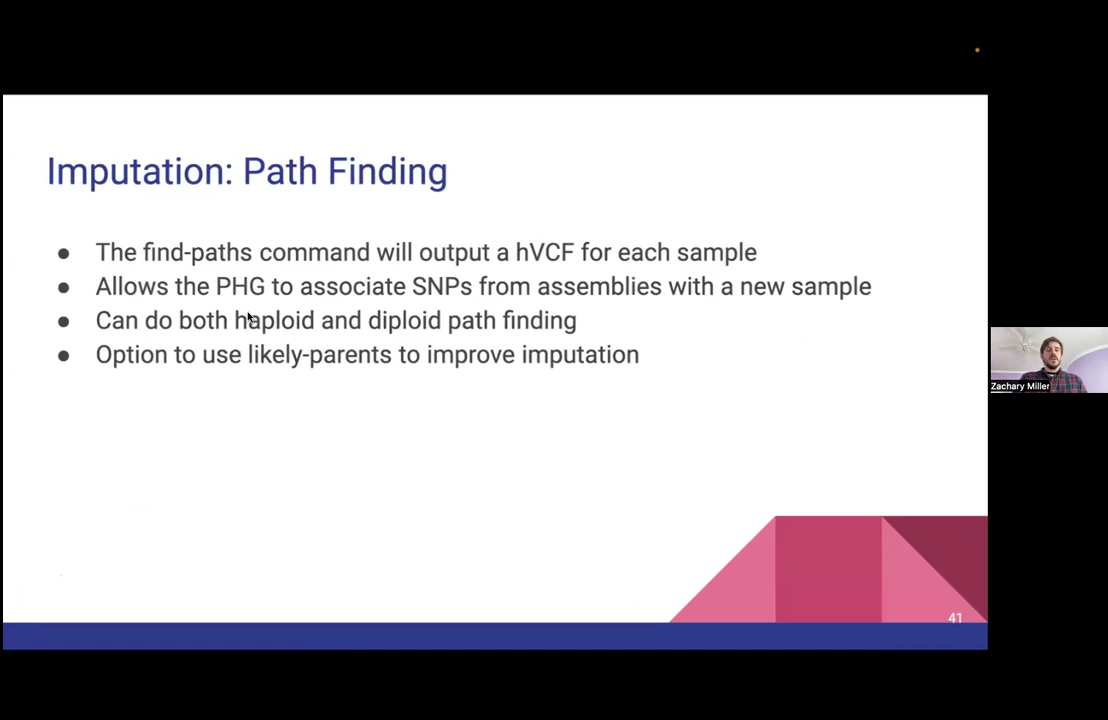 Imputation: Path Finding
● The find-paths command will output a hVCF for each sample
● Allows the PHG to associate SNPs from assemblies with a new sample
● Can do both haploid and diploid path finding
● Option to use likely-parents to improve imputation
Zachary Miller
41